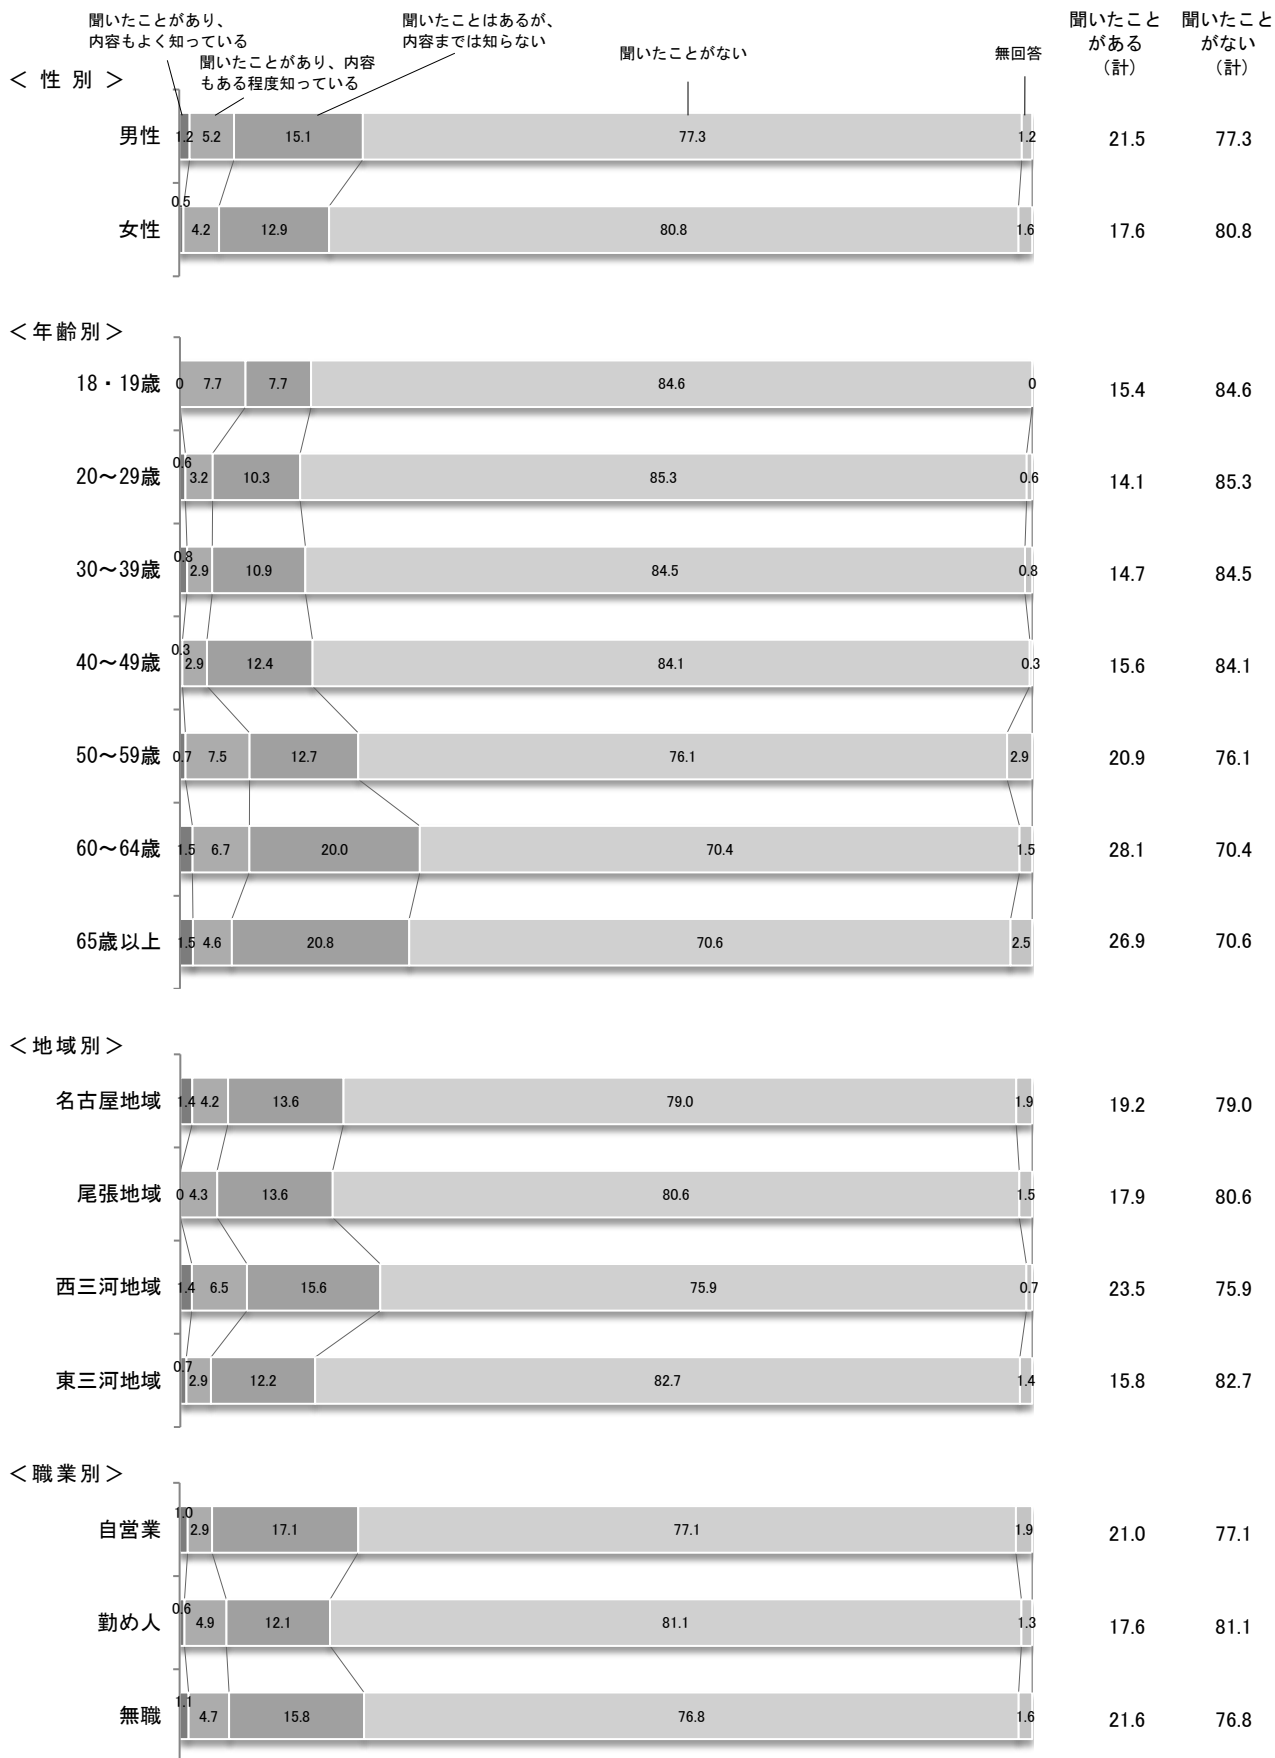 聞いたことがあり、
内容もよく知っている
聞いたことがあり、内容
もある程度知っている
聞いたことはあるが、
内容までは知らない
聞いたことがない
無回答
聞いたこと
がある
（計）
聞いたこと
がない
（計）
＜ 性 別 ＞
男性 1.2 5.2 15.1 77.3 1.2 21.5 77.3
女性 0.5 4.2 12.9 80.8 1.6 17.6 80.8
＜年齢別＞
18・19歳 0 7.7 7.7 84.6 0 15.4 84.6
20～29歳 0.6 3.2 10.3 85.3 0.6 14.1 85.3
30～39歳 0.8 2.9 10.9 84.5 0.8 14.7 84.5
40～49歳 0.3 2.9 12.4 84.1 0.3 15.6 84.1
50～59歳 0.7 7.5 12.7 76.1 2.9 20.9 76.1
60～64歳 1.5 6.7 20.0 70.4 1.5 28.1 70.4
65歳以上 1.5 4.6 20.8 70.6 2.5 26.9 70.6
＜地域別＞
名古屋地域 1.4 4.2 13.6 79.0 1.9 19.2 79.0
尾張地域 0 4.3 13.6 80.6 1.5 17.9 80.6
西三河地域 1.4 6.5 15.6 75.9 0.7 23.5 75.9
東三河地域 0.7 2.9 12.2 82.7 1.4 15.8 82.7
＜職業別＞
自営業 1.0 2.9 17.1 77.1 1.9 21.0 77.1
勤め人 0.6 4.9 12.1 81.1 1.3 17.6 81.1
無職 1.1 4.7 15.8 76.8 1.6 21.6 76.8